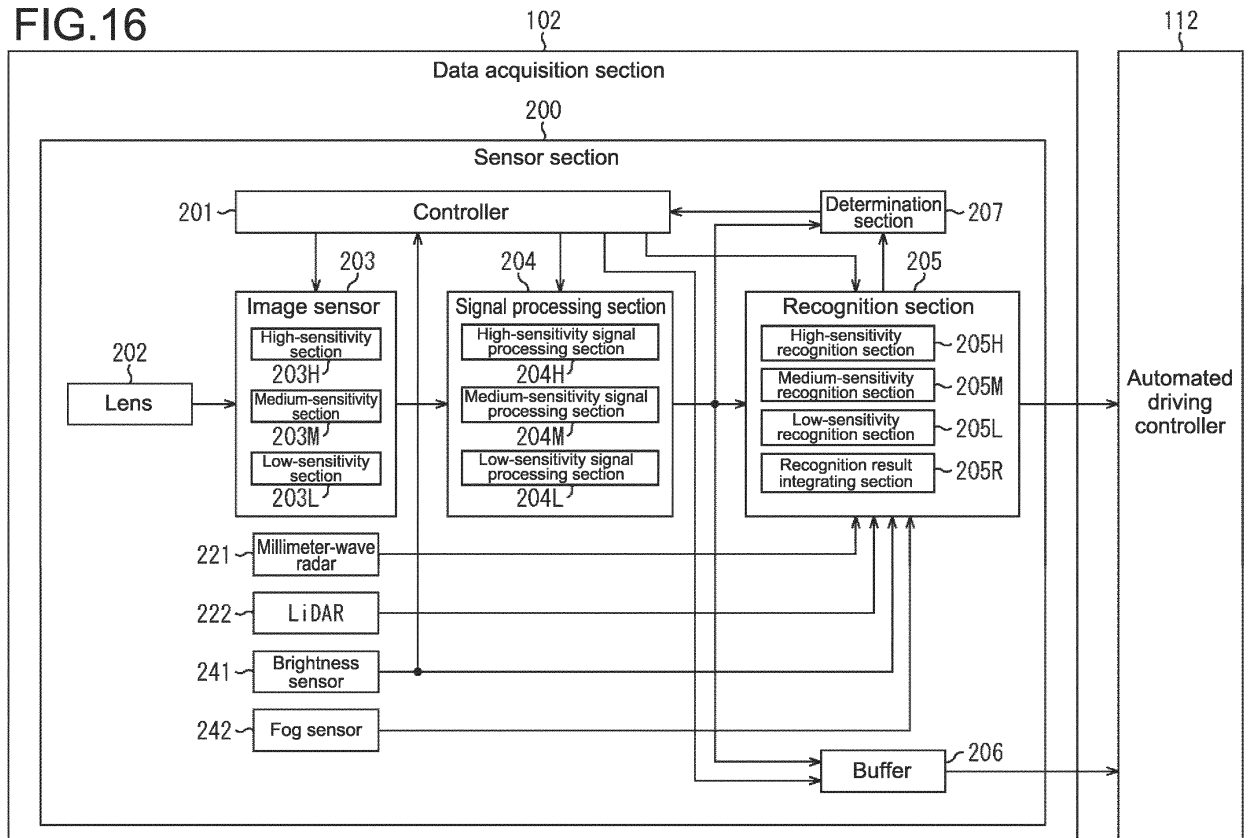 FIG.16
102
112
Data acquisition section
200
Sensor section
201
Controller
Determination
section
207
203
Image sensor
204
Signal processing section
205
Recognition section
High-sensitivity
section
203H
High-sensitivity signal
processing section
204H
High-sensitivity
recognition section
205H
202
Lens
Medium-sensitivity
section
203M
Medium-sensitivity signal
processing section
204M
Medium-sensitivity
recognition section
205M
Low-sensitivity
recognition section
205L
Low-sensitivity section
203L
Low-sensitivity signal
processing section
204L
Recognition result
integrating section
205R
Automated
driving
controller
221
Millimeter-wave
radar
222
LiDAR
241
Brightness
sensor
242
Fog sensor
Buffer
206